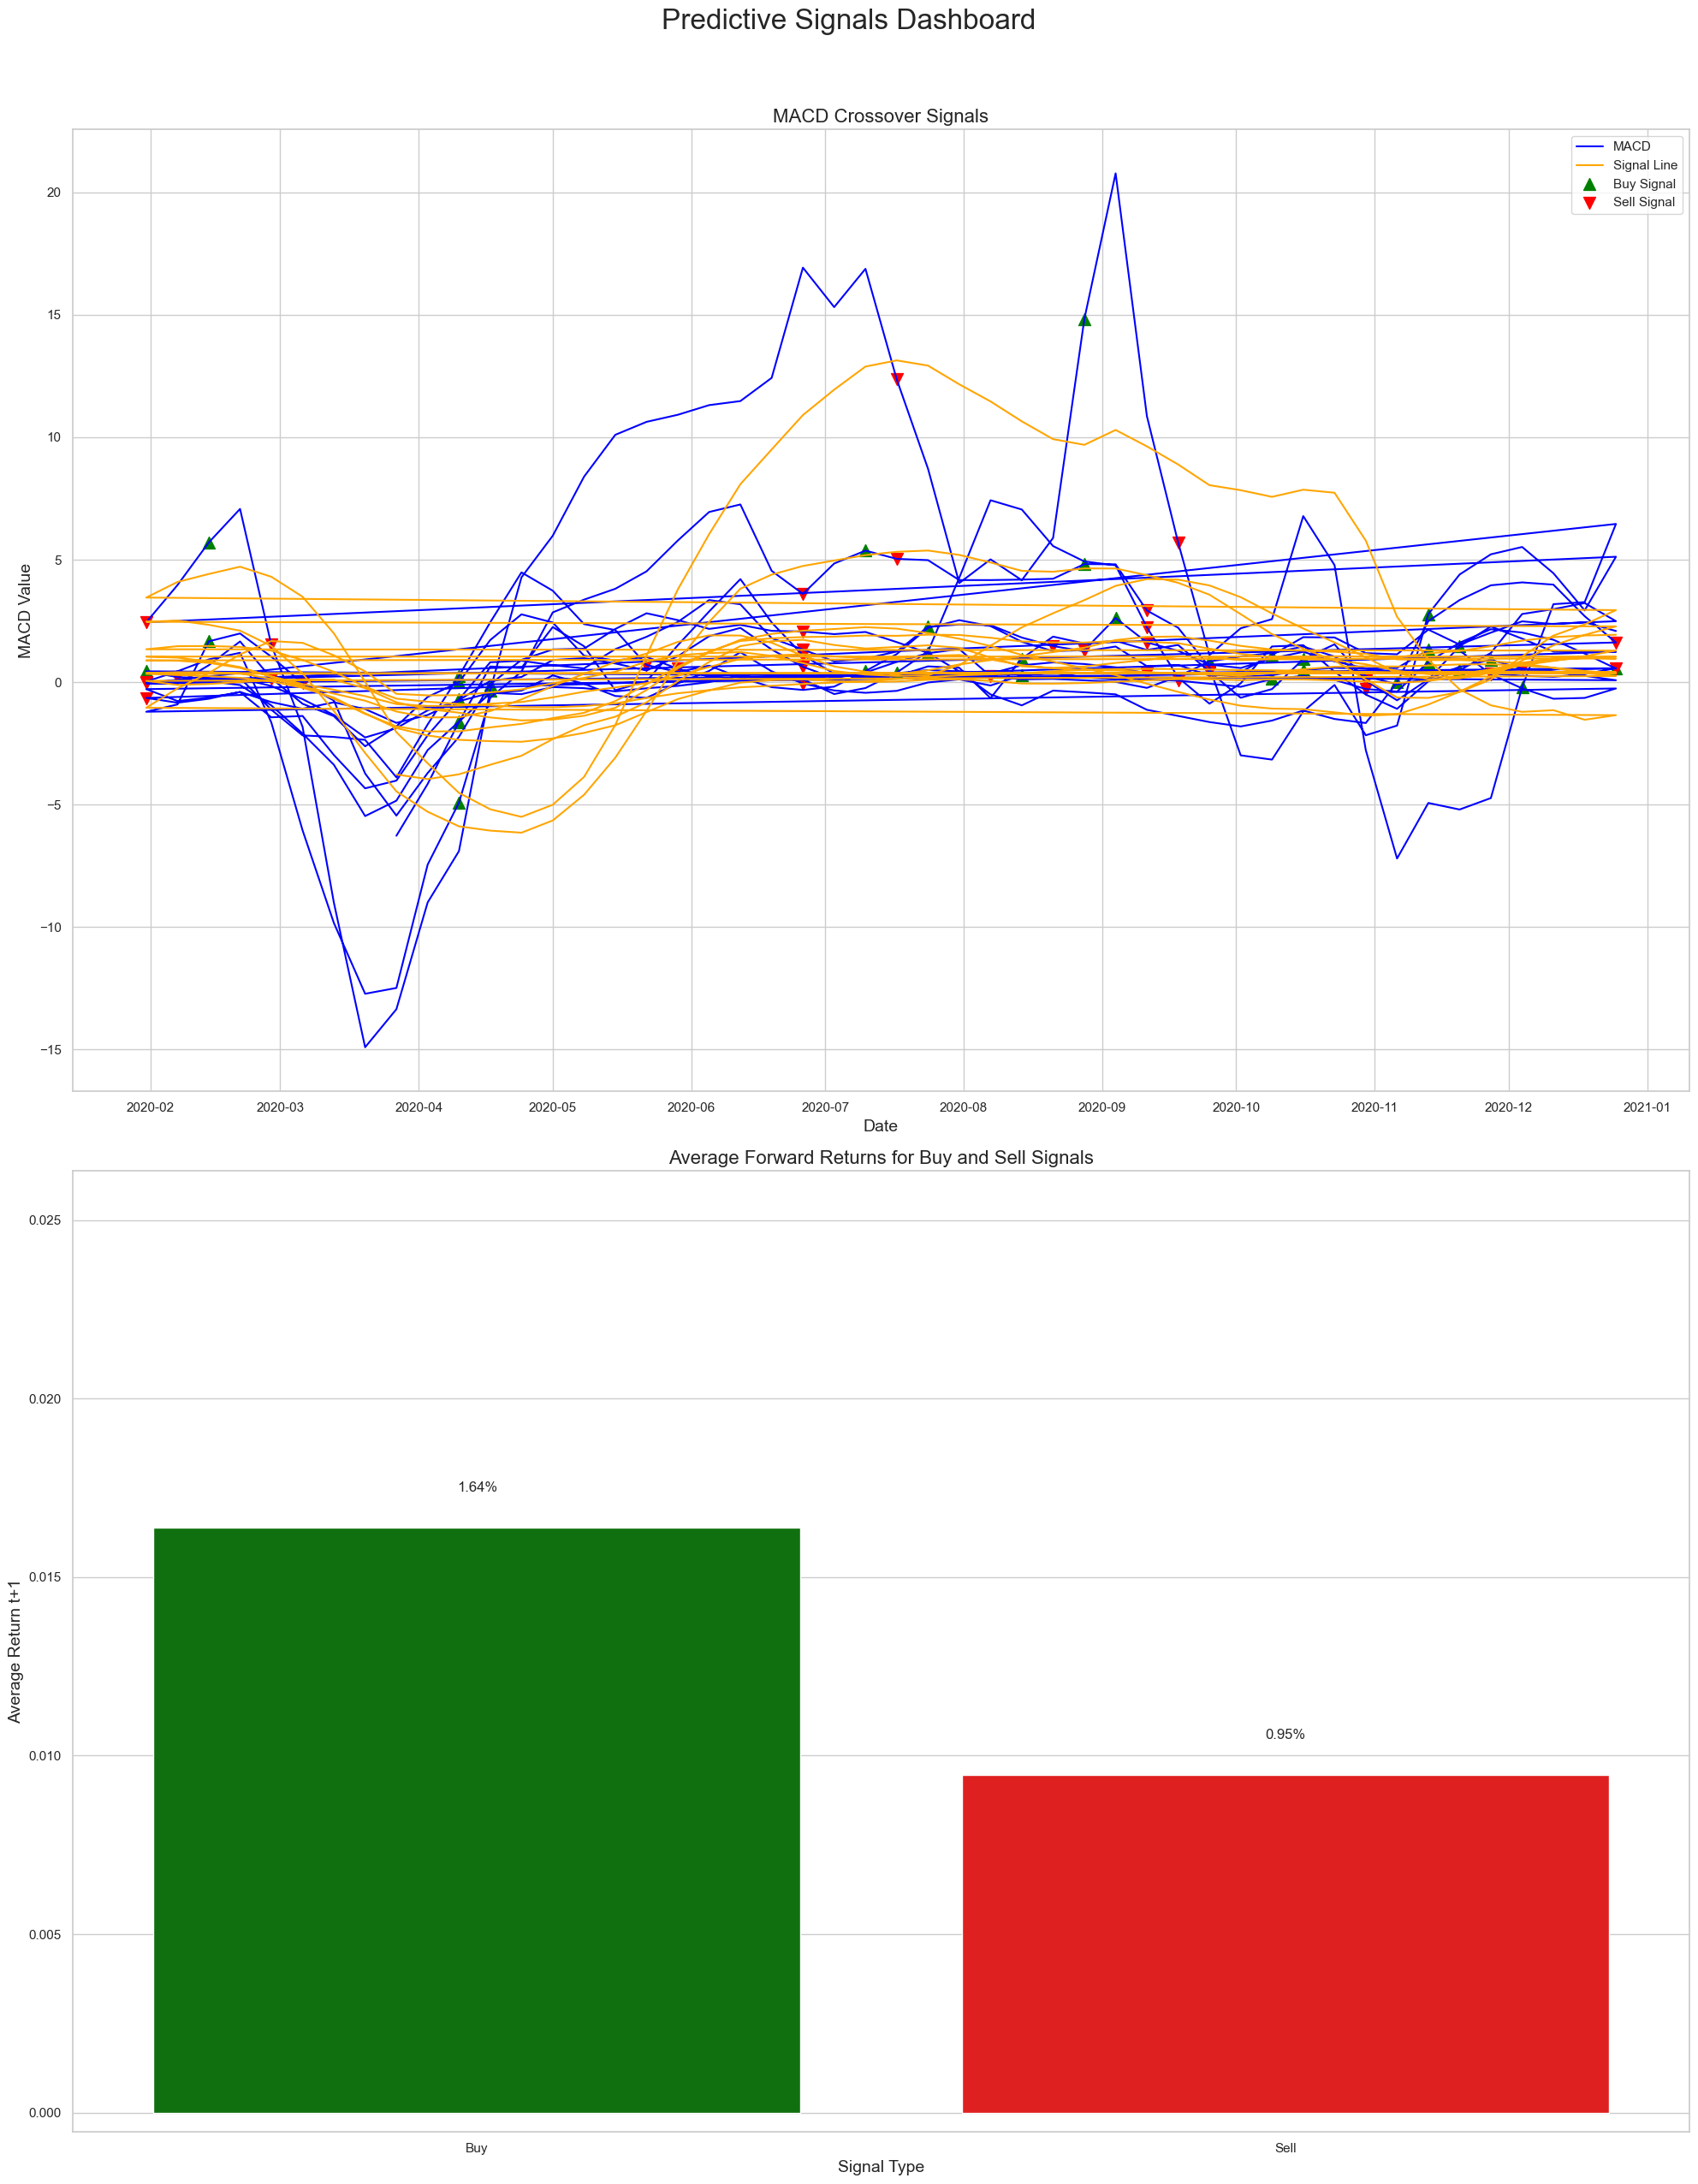 Predictive Signals Dashboard
MACD Crossover Signals
MACD
Signal Line
Buy Signal
Sell Signal
MACD Value
20
15
10
5
0
−5
−10
−15
2020-02 2020-03 2020-04 2020-05 2020-06 2020-07 2020-08 2020-09 2020-10 2020-11 2020-12 2021-01
Date
Average Forward Returns for Buy and Sell Signals
Average Return t+1
0.025
0.020
0.015
0.010
0.005
0.000
1.64%
0.95%
Buy Sell
Signal Type